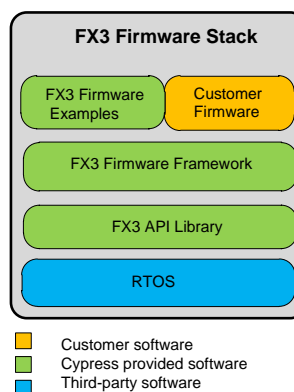 FX3 Firmware Stack
FX3 Firmware
Examples
Customer
Firmware
FX3 Firmware Framework
FX3 API Library
RTOS
Customer software
Cypress provided software
Third-party software